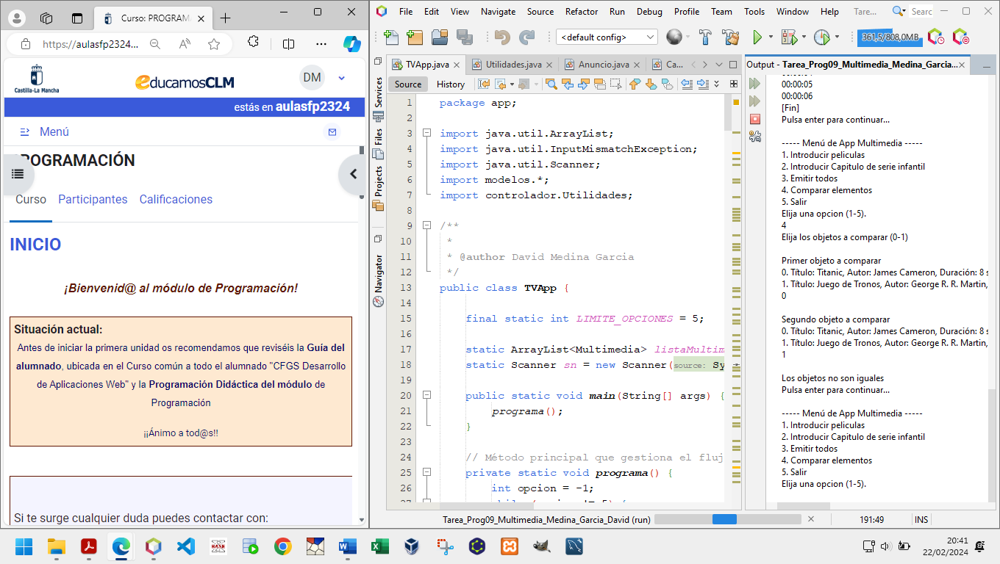 Curso: PROGRAMA
https://aulasfp2324...
Castilla-La Mancha
educamosCLM
DM
estás en aulasfp2324
Menú
PROGRAMACIÓN
Curso
Participantes
Calificaciones
INICIO
¡Bienvenid@ al módulo de Programación!
Situación actual:
Antes de iniciar la primera unidad os recomendamos que reviséis la Guía del
alumnado, ubicada en el Curso común a todo el alumnado "CFGS Desarrollo
de Aplicaciones Web" y la Programación Didáctica del módulo de
Programación
¡¡Ánimo a tod@s!!
Si te surge cualquier duda puedes contactar con:
File Edit View Navigate Source Refactor Run Debug Profile Team Tools Window Help Tare... Searc
<default config>
361,5/808,0MB
Services
Files
Projects
Navigator
TVApp.java
Utilidades.java
Anuncio.java
Ca...
Source
History
1 package app;
2
3 import java.util.ArrayList;
4 import java.util.InputMismatchException;
5 import java.util.Scanner;
6 import modelos.*;
7 import controlador.Utilidades;
8
9 /**
10 *
11 * @author David Medina Garcia
12 */
13 public class TVApp {
14
15 final static int LIMITE_OPCIONES = 5;
16
17 static ArrayList<Multimedia> listaMultim
18 static Scanner sn = new Scanner(source: Sy
19
20 public static void main(String[] args) {
21 programa();
22 }
23
24 // Método principal que gestiona el fluj
25 private static void programa() {
26 int opcion = -1;
Output - Tarea_Prog09_Multimedia_Medina_Garcia...
00:00:05
00:00:06
[Fin]
Pulsa enter para continuar...
----- Menú de App Multimedia -----
1. Introducir peliculas
2. Introducir Capitulo de serie infantil
3. Emitir todos
4. Comparar elementos
5. Salir
Elija una opcion (1-5).
4
Elija los objetos a comparar (0-1)
Primer objeto a comparar
0. Título: Titanic, Autor: James Cameron, Duración: 8 s
1. Título: Juego de Tronos, Autor: George R. R. Martin,
0
Segundo objeto a comparar
0. Título: Titanic, Autor: James Cameron, Duración: 8 s
1. Título: Juego de Tronos, Autor: George R. R. Martin,
1
Los objetos no son iguales
Pulsa enter para continuar...
----- Menú de App Multimedia -----
1. Introducir peliculas
2. Introducir Capitulo de serie infantil
3. Emitir todos
4. Comparar elementos
5. Salir
Elija una opcion (1-5).
Tarea_Prog09_Multimedia_Medina_Garcia_David (run)
191:49
INS
20:41
22/02/2024